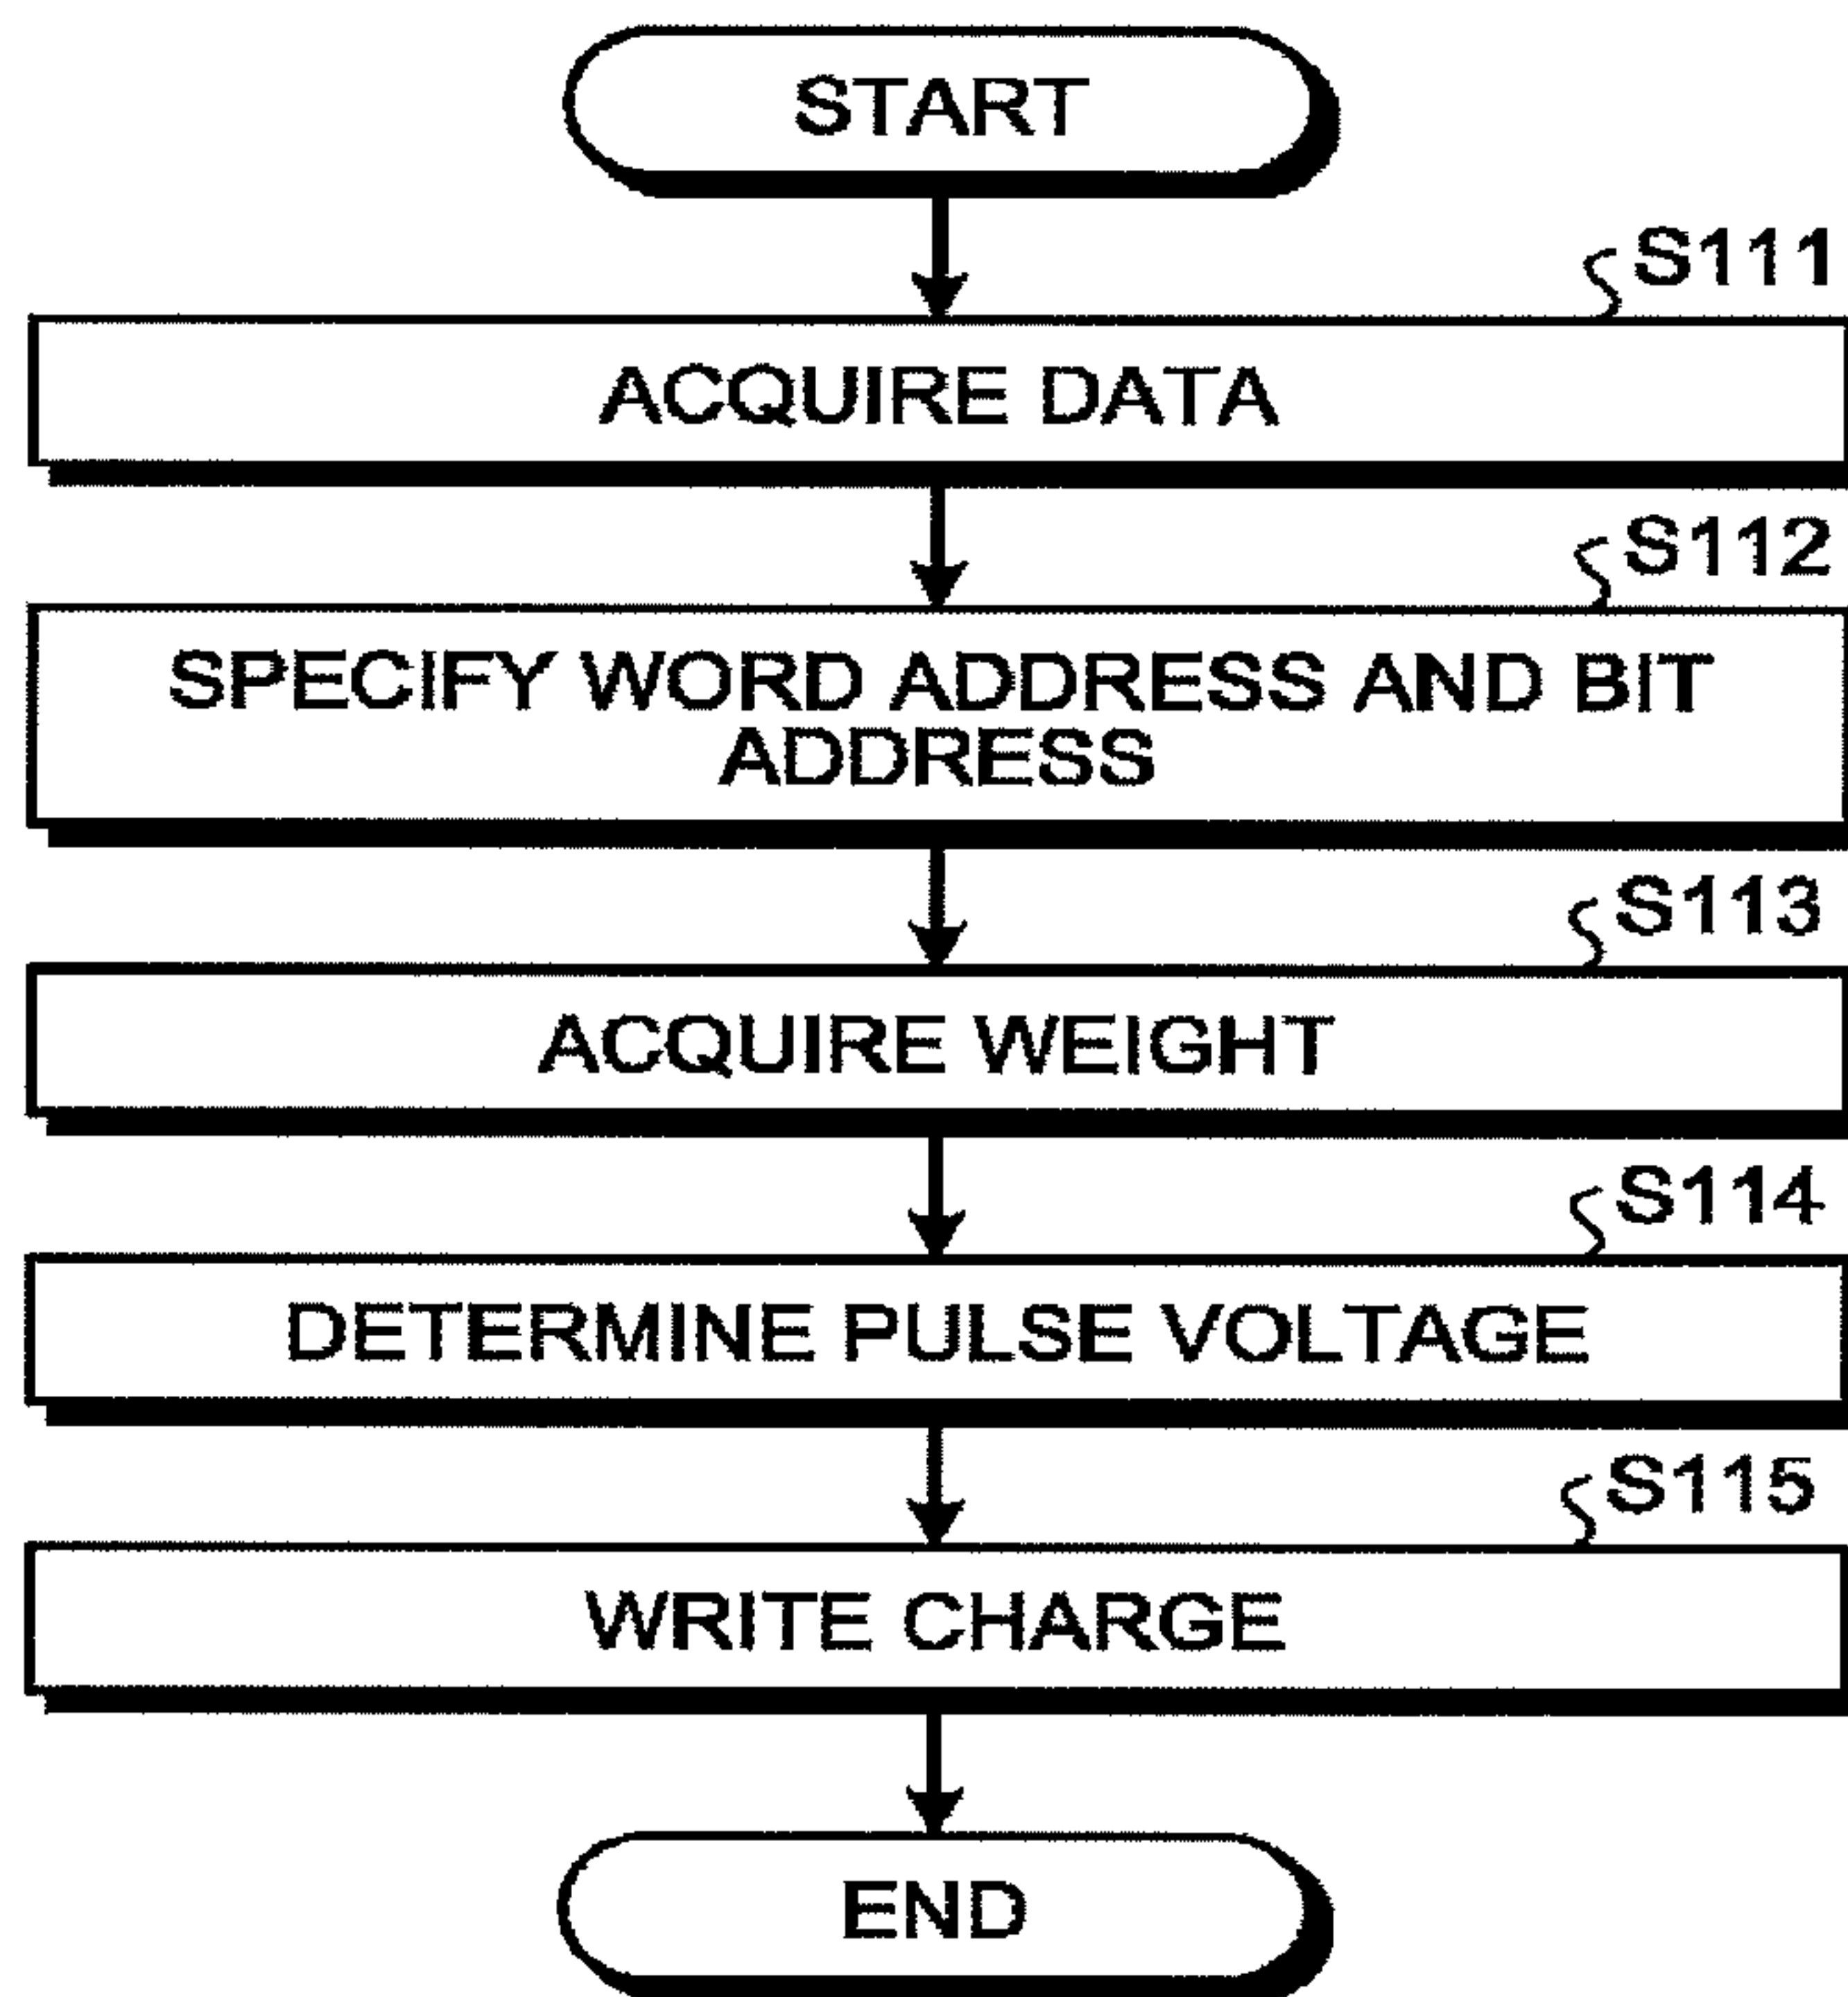 START
S111
ACQUIRE DATA
S112
SPECIFY WORD ADDRESS AND BIT
ADDRESS
S113
ACQUIRE WEIGHT
S114
DETERMINE PULSE VOLTAGE
S115
WRITE CHARGE
END